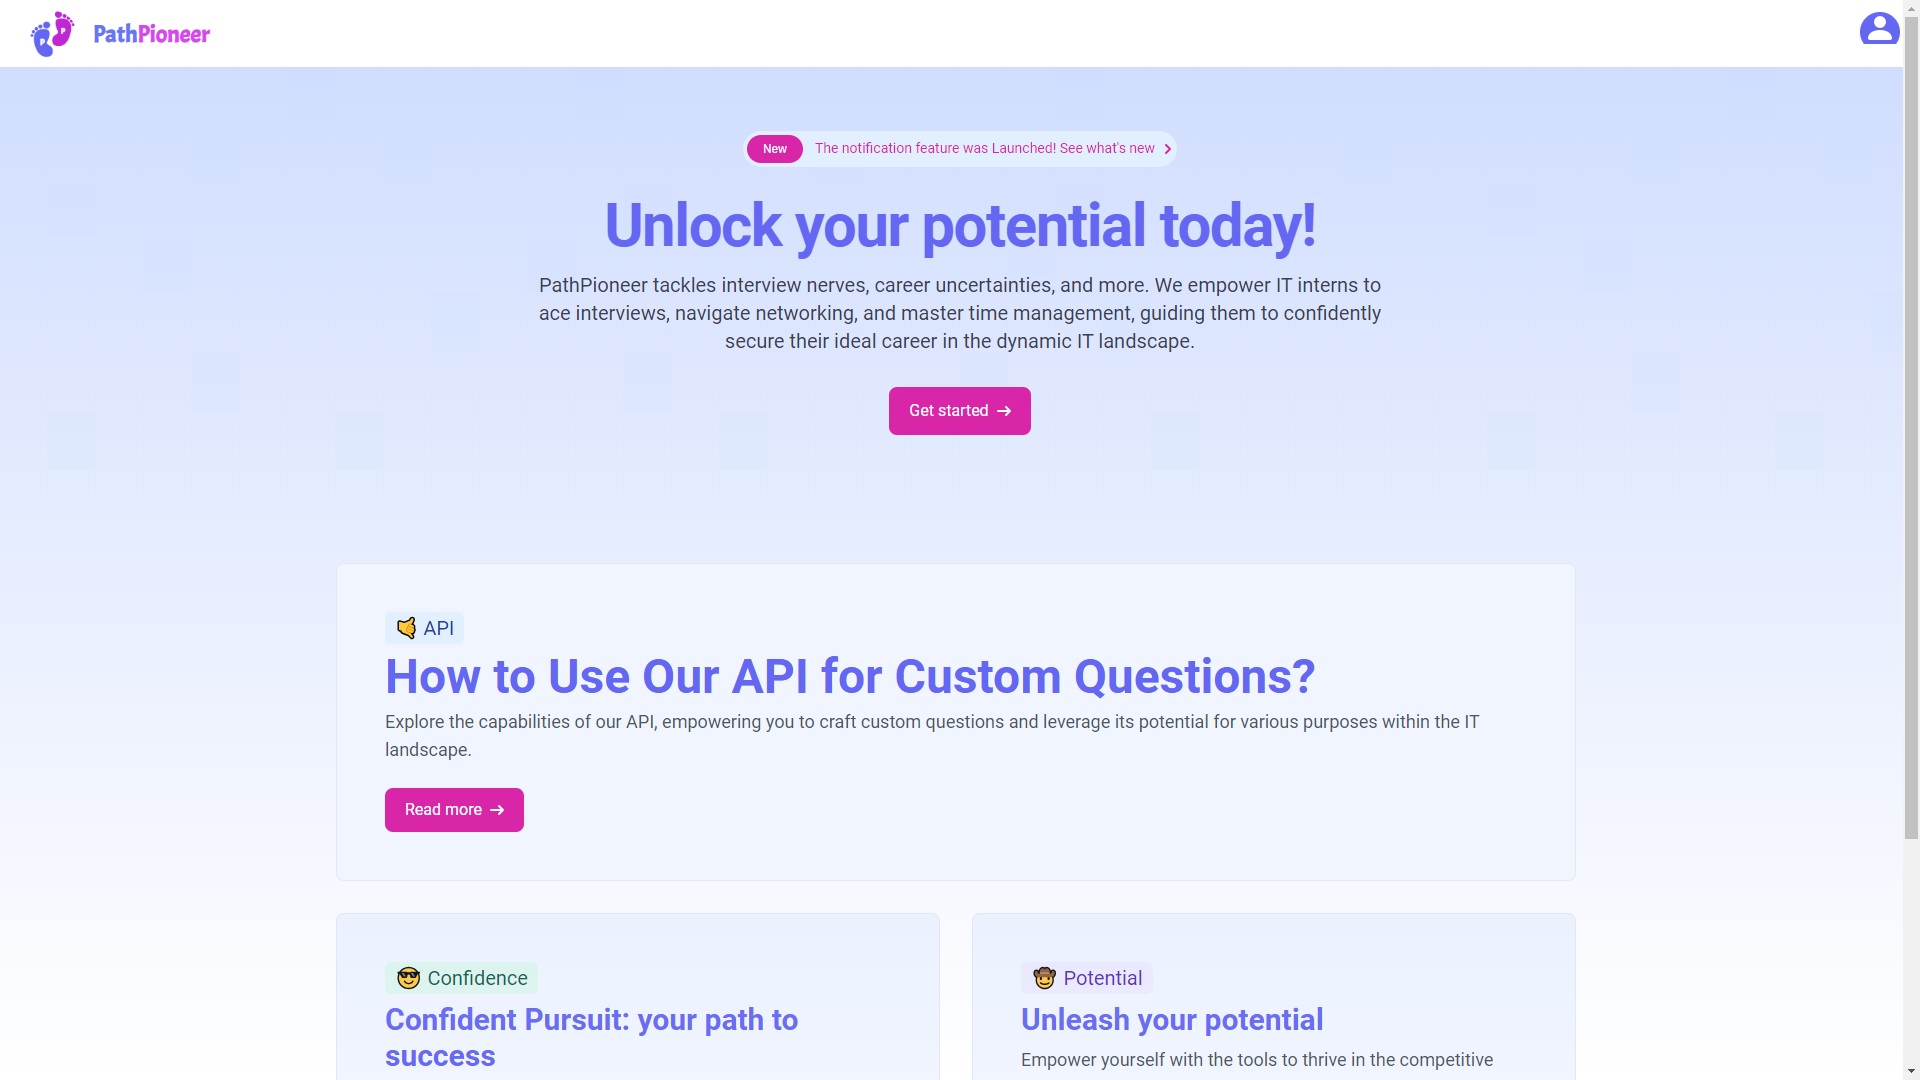 PathPioneer
New The notification feature was Launched! See what's new
Unlock your potential today!
PathPioneer tackles interview nerves, career uncertainties, and more. We empower IT interns to
ace interviews, navigate networking, and master time management, guiding them to confidently
secure their ideal career in the dynamic IT landscape.
Get started
API
How to Use Our API for Custom Questions?
Explore the capabilities of our API, empowering you to craft custom questions and leverage its potential for various purposes within the IT
landscape.
Read more
Confidence
Confident Pursuit: your path to
success
Potential
Unleash your potential
Empower yourself with the tools to thrive in the competitive